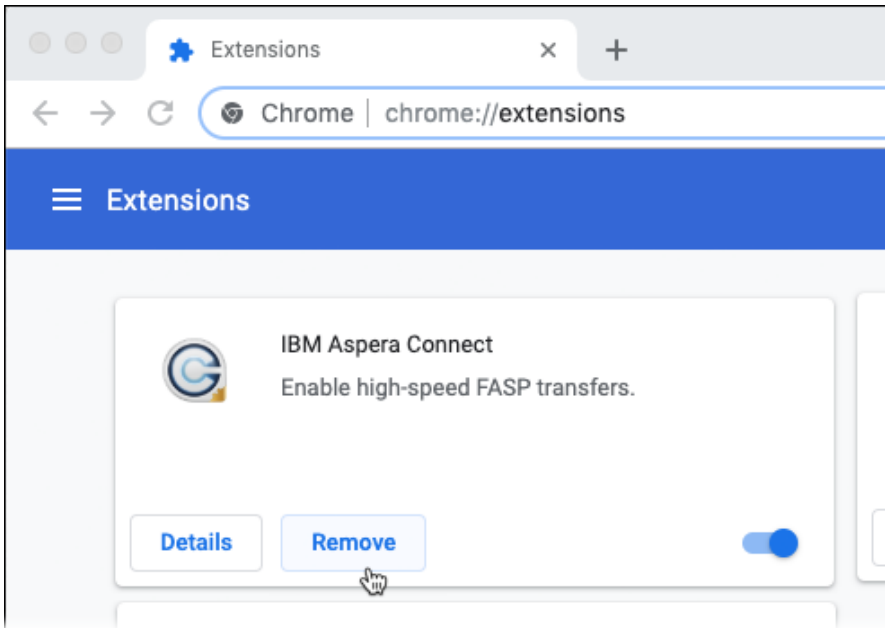 Extensions
Chrome | chrome://extensions
Extensions
IBM Aspera Connect
Enable high-speed FASP transfers.
Details
Remove